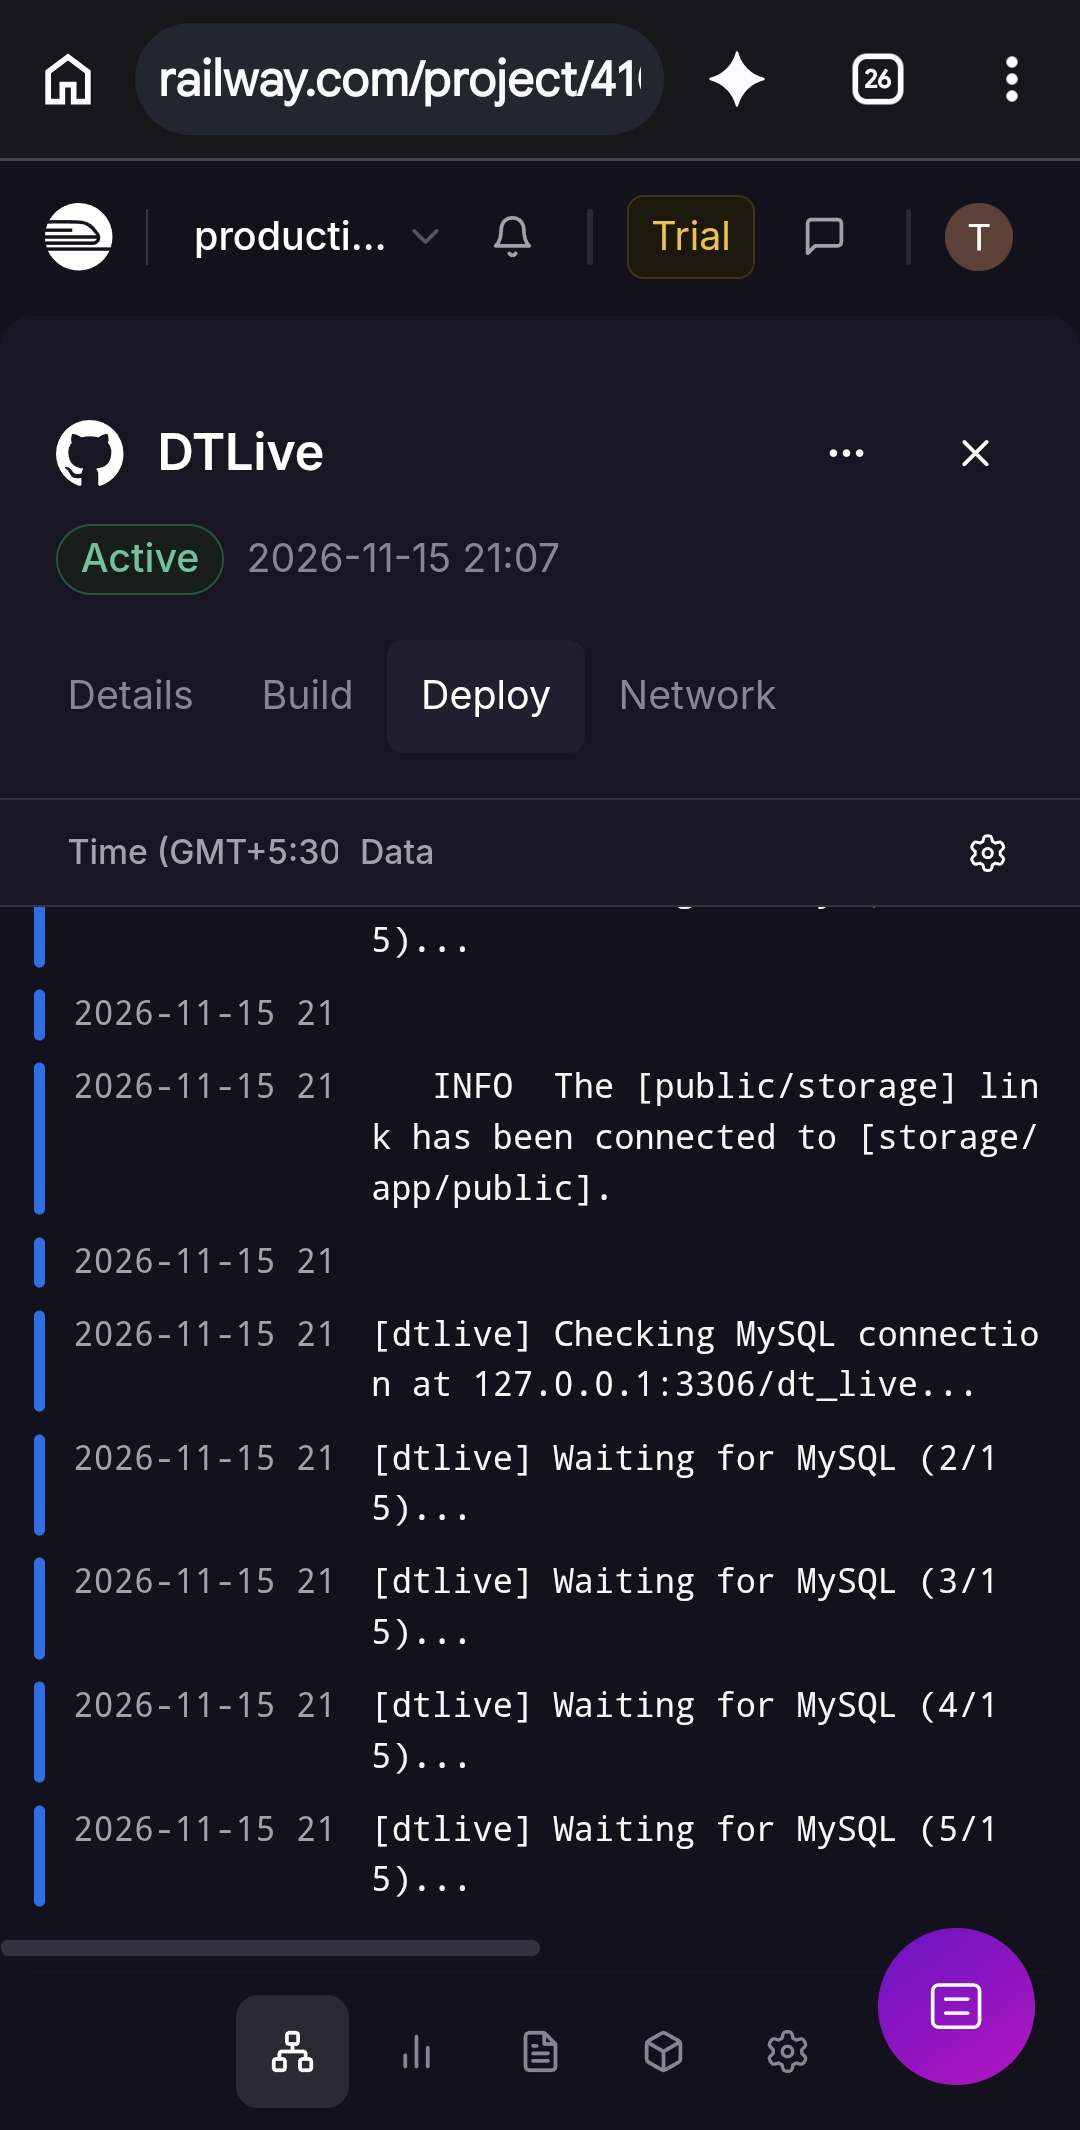 railway.com/project/41
26
producti...
Trial
T
DTLive
Active 2026-11-15 21:07
Details Build Deploy Network
Time (GMT+5:30 Data
5)...
2026-11-15 21
2026-11-15 21 INFO The [public/storage] lin
k has been connected to [storage/
app/public].
2026-11-15 21
2026-11-15 21 [dtlive] Checking MySQL connectio
n at 127.0.0.1:3306/dt_live...
2026-11-15 21 [dtlive] Waiting for MySQL (2/1
5)...
2026-11-15 21 [dtlive] Waiting for MySQL (3/1
5)...
2026-11-15 21 [dtlive] Waiting for MySQL (4/1
5)...
2026-11-15 21 [dtlive] Waiting for MySQL (5/1
5)...